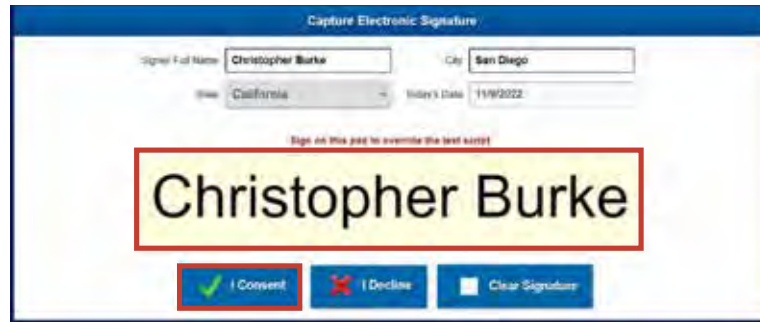 Capture Electronic Signature
Signer Full Name Christopher Burke City San Diego
State California Today's Date 11/9/2022
Sign on this pad to override the text script
Christopher Burke
I Consent I Decline Clear Signature